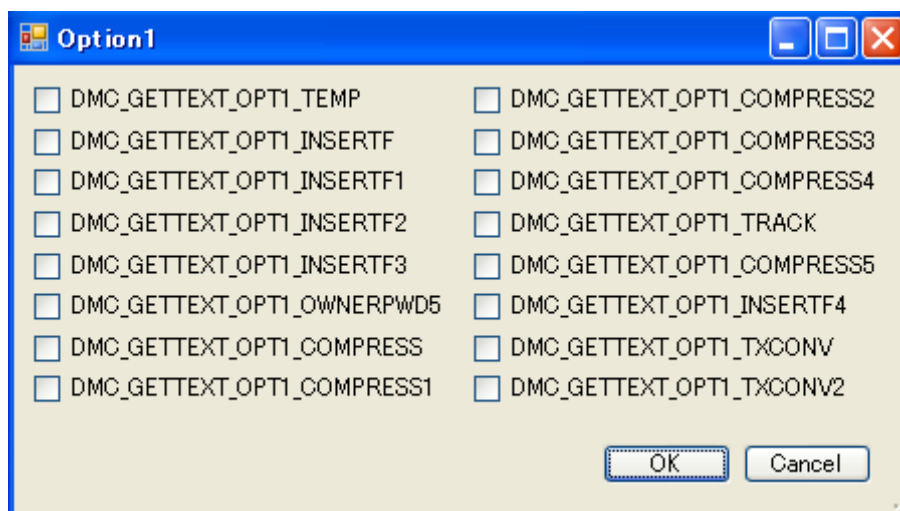 Option1
DMC_GETTEXT_OPT1_TEMP
DMC_GETTEXT_OPT1_INSERTF
DMC_GETTEXT_OPT1_INSERTF1
DMC_GETTEXT_OPT1_INSERTF2
DMC_GETTEXT_OPT1_INSERTF3
DMC_GETTEXT_OPT1_OWNERPWD5
DMC_GETTEXT_OPT1_COMPRESS
DMC_GETTEXT_OPT1_COMPRESS1
DMC_GETTEXT_OPT1_COMPRESS2
DMC_GETTEXT_OPT1_COMPRESS3
DMC_GETTEXT_OPT1_COMPRESS4
DMC_GETTEXT_OPT1_TRACK
DMC_GETTEXT_OPT1_COMPRESS5
DMC_GETTEXT_OPT1_INSERTF4
DMC_GETTEXT_OPT1_TXCONV
DMC_GETTEXT_OPT1_TXCONV2
OK
Cancel